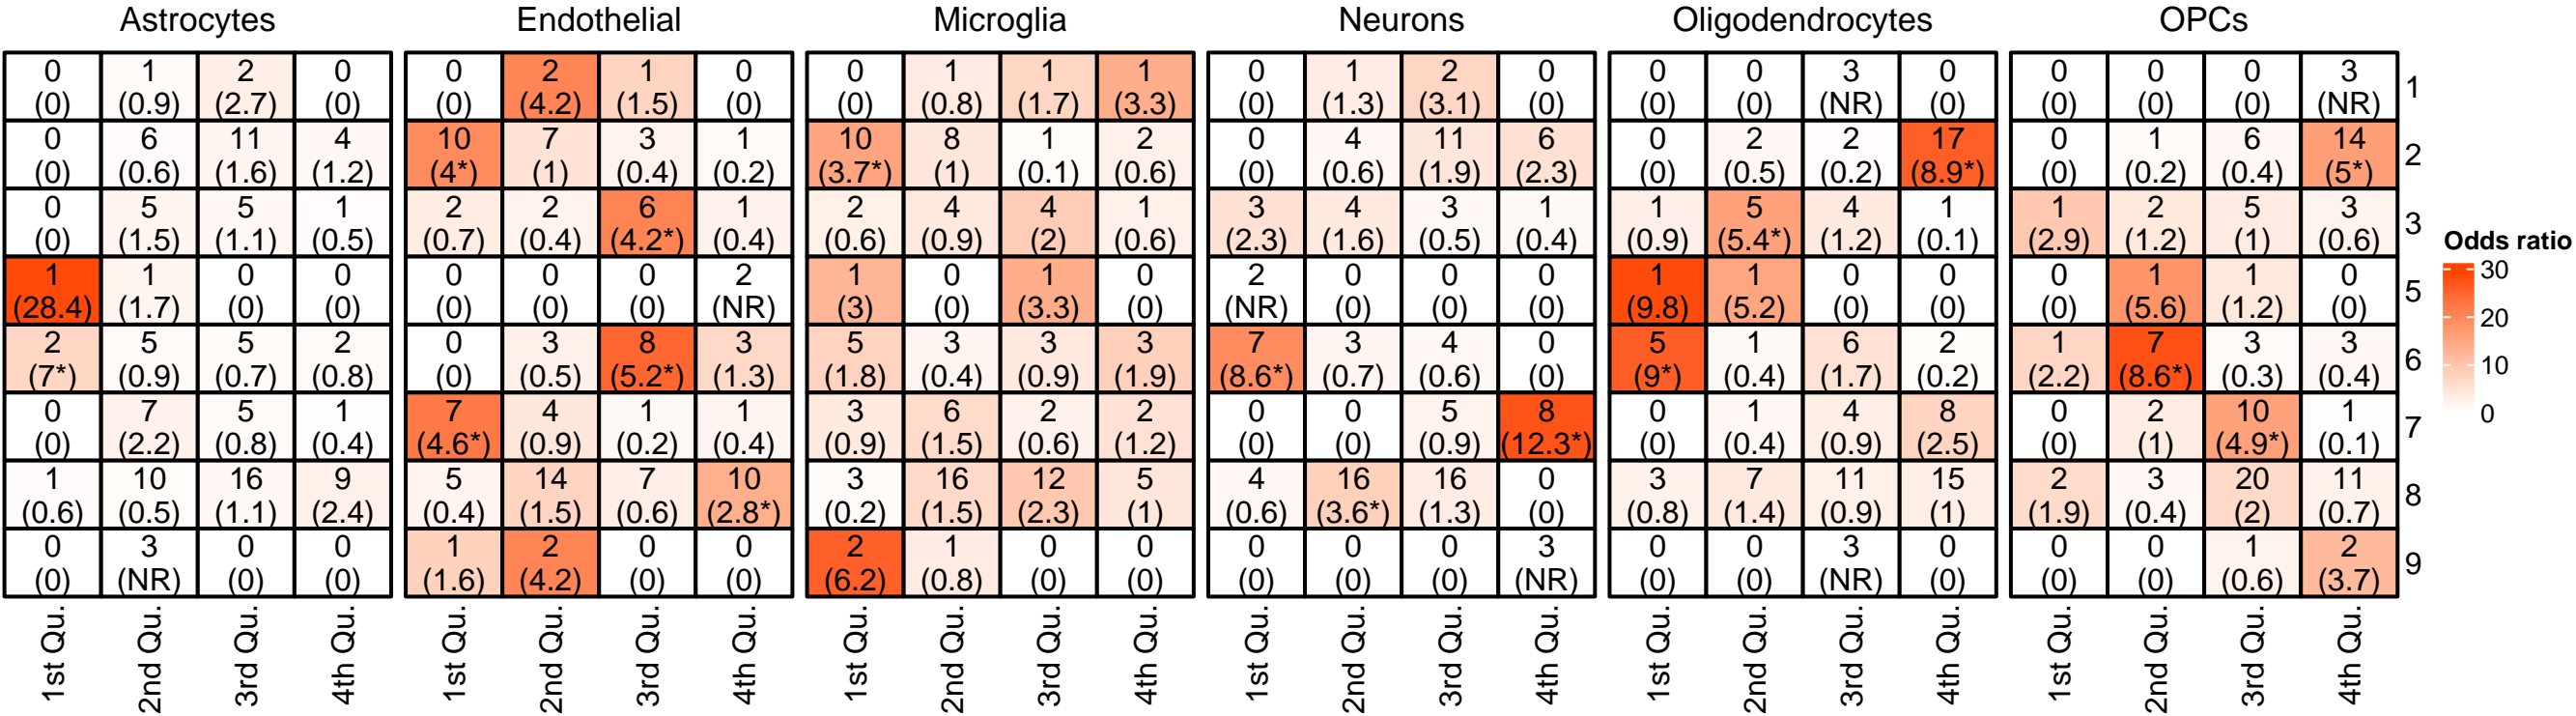 Astrocytes Endothelial Microglia Neurons Oligodendrocytes OPCs
0 1 2 0 0 2 1 0 0 1 1 1 0 1 2 0 0 0 3 0 0 0 0 3
(0) (0.9) (2.7) (0) (0) (4.2) (1.5) (0) (0) (0.8) (1.7) (3.3) (0) (1.3) (3.1) (0) (0) (0) (NR) (0) (0) (0) (0) (NR) 1
0 6 11 4 10 7 3 1 10 8 1 2 0 4 11 6 0 2 2 17 0 1 6 14
(0) (0.6) (1.6) (1.2) (4*) (1) (0.4) (0.2) (3.7*) (1) (0.1) (0.6) (0) (0.6) (1.9) (2.3) (0) (0.5) (0.2) (8.9*) (0) (0.2) (0.4) (5*) 2
0 5 5 1 2 2 6 1 2 4 4 1 3 4 3 1 1 5 4 1 1 2 5 3
(0) (1.5) (1.1) (0.5) (0.7) (0.4) (4.2*) (0.4) (0.6) (0.9) (2) (0.6) (2.3) (1.6) (0.5) (0.4) (0.9) (5.4*) (1.2) (0.1) (2.9) (1.2) (1) (0.6) 3
1 1 0 0 0 0 0 2 1 0 1 0 2 0 0 0 1 1 0 0 0 1 1 0
(28.4) (1.7) (0) (0) (0) (0) (0) (NR) (3) (0) (3.3) (0) (NR) (0) (0) (0) (9.8) (5.2) (0) (0) (0) (5.6) (1.2) (0) 5
2 5 5 2 0 3 8 3 5 3 3 3 7 3 4 0 5 1 6 2 1 7 3 3
(7*) (0.9) (0.7) (0.8) (0) (0.5) (5.2*) (1.3) (1.8) (0.4) (0.9) (1.9) (8.6*) (0.7) (0.6) (0) (9*) (0.4) (1.7) (0.2) (2.2) (8.6*) (0.3) (0.4) 6
0 7 5 1 7 4 1 1 3 6 2 2 0 0 5 8 0 1 4 8 0 2 10 1
(0) (2.2) (0.8) (0.4) (4.6*) (0.9) (0.2) (0.4) (0.9) (1.5) (0.6) (1.2) (0) (0) (0.9) (12.3*) (0) (0.4) (0.9) (2.5) (0) (1) (4.9*) (0.1) 7
1 10 16 9 5 14 7 10 3 16 12 5 4 16 16 0 3 7 11 15 2 3 20 11
(0.6) (0.5) (1.1) (2.4) (0.4) (1.5) (0.6) (2.8*) (0.2) (1.5) (2.3) (1) (0.6) (3.6*) (1.3) (0) (0.8) (1.4) (0.9) (1) (1.9) (0.4) (2) (0.7) 8
0 3 0 0 1 2 0 0 2 1 0 0 0 0 0 3 0 0 3 0 0 0 1 2
(0) (NR) (0) (0) (1.6) (4.2) (0) (0) (6.2) (0.8) (0) (0) (0) (0) (0) (NR) (0) (0) (NR) (0) (0) (0) (0.6) (3.7) 9
1st Qu. 2nd Qu. 3rd Qu. 4th Qu. 1st Qu. 2nd Qu. 3rd Qu. 4th Qu. 1st Qu. 2nd Qu. 3rd Qu. 4th Qu. 1st Qu. 2nd Qu. 3rd Qu. 4th Qu. 1st Qu. 2nd Qu. 3rd Qu. 4th Qu. 1st Qu. 2nd Qu. 3rd Qu. 4th Qu.
Odds ratio
30
20
10
0